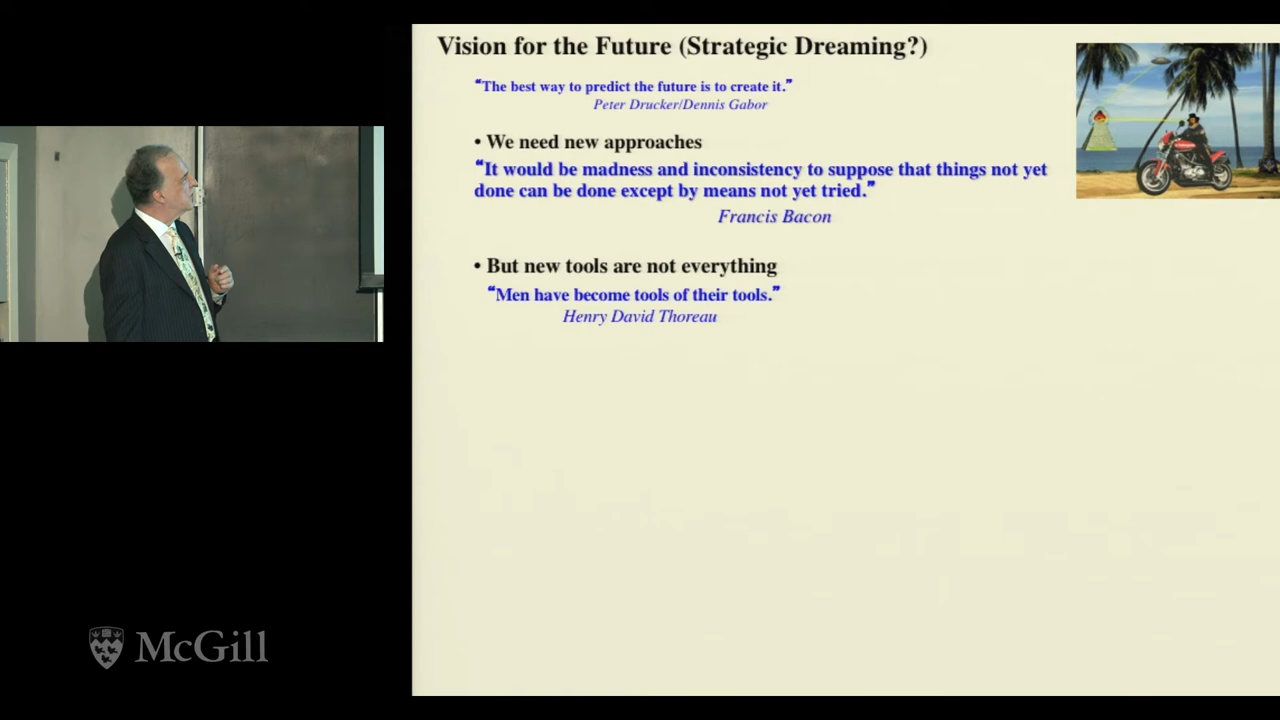 Vision for the Future (Strategic Dreaming?)
“The best way to predict the future is to create it.”
Peter Drucker/Dennis Gabor
• We need new approaches
“It would be madness and inconsistency to suppose that things not yet
done can be done except by means not yet tried.”
Francis Bacon
• But new tools are not everything
“Men have become tools of their tools.”
Henry David Thoreau
McGill